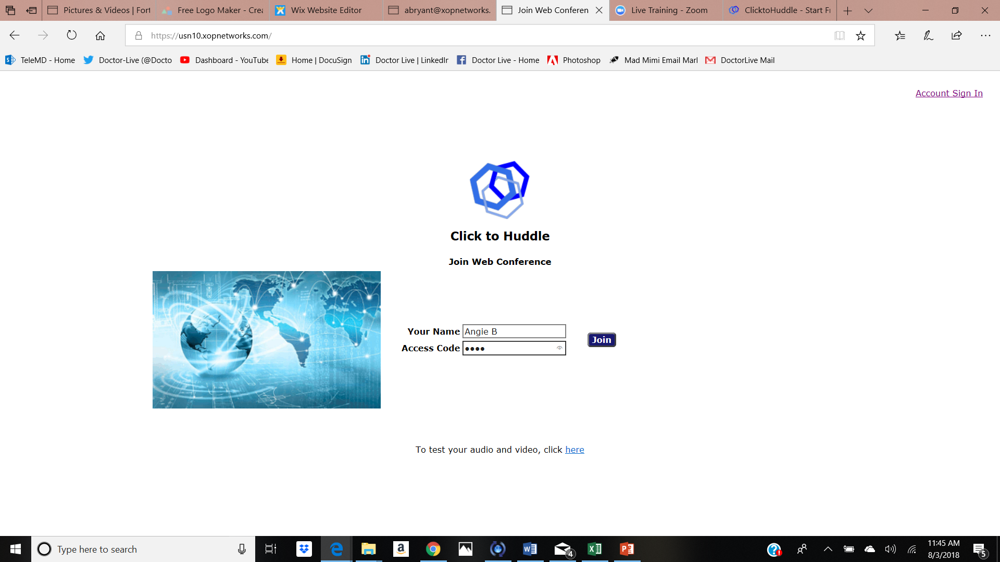 Pictures & Videos | Fort
Free Logo Maker - Crea
Wix Website Editor
abryant@xopnetworks.
Join Web Conferen
Live Training - Zoom
ClicktoHuddle - Start Fr
https://usn10.xopnetworks.com/
TeleMD - Home
Doctor-Live (@Docto
Dashboard - YouTube
Home | DocuSign
Doctor Live | LinkedIn
Doctor Live - Home
Photoshop
Mad Mimi Email Marl
DoctorLive Mail
Account Sign In
Click to Huddle
Join Web Conference
Your Name Angie B
Access Code ●●●●
Join
To test your audio and video, click here
Type here to search
4
11:45 AM
8/3/2018
5